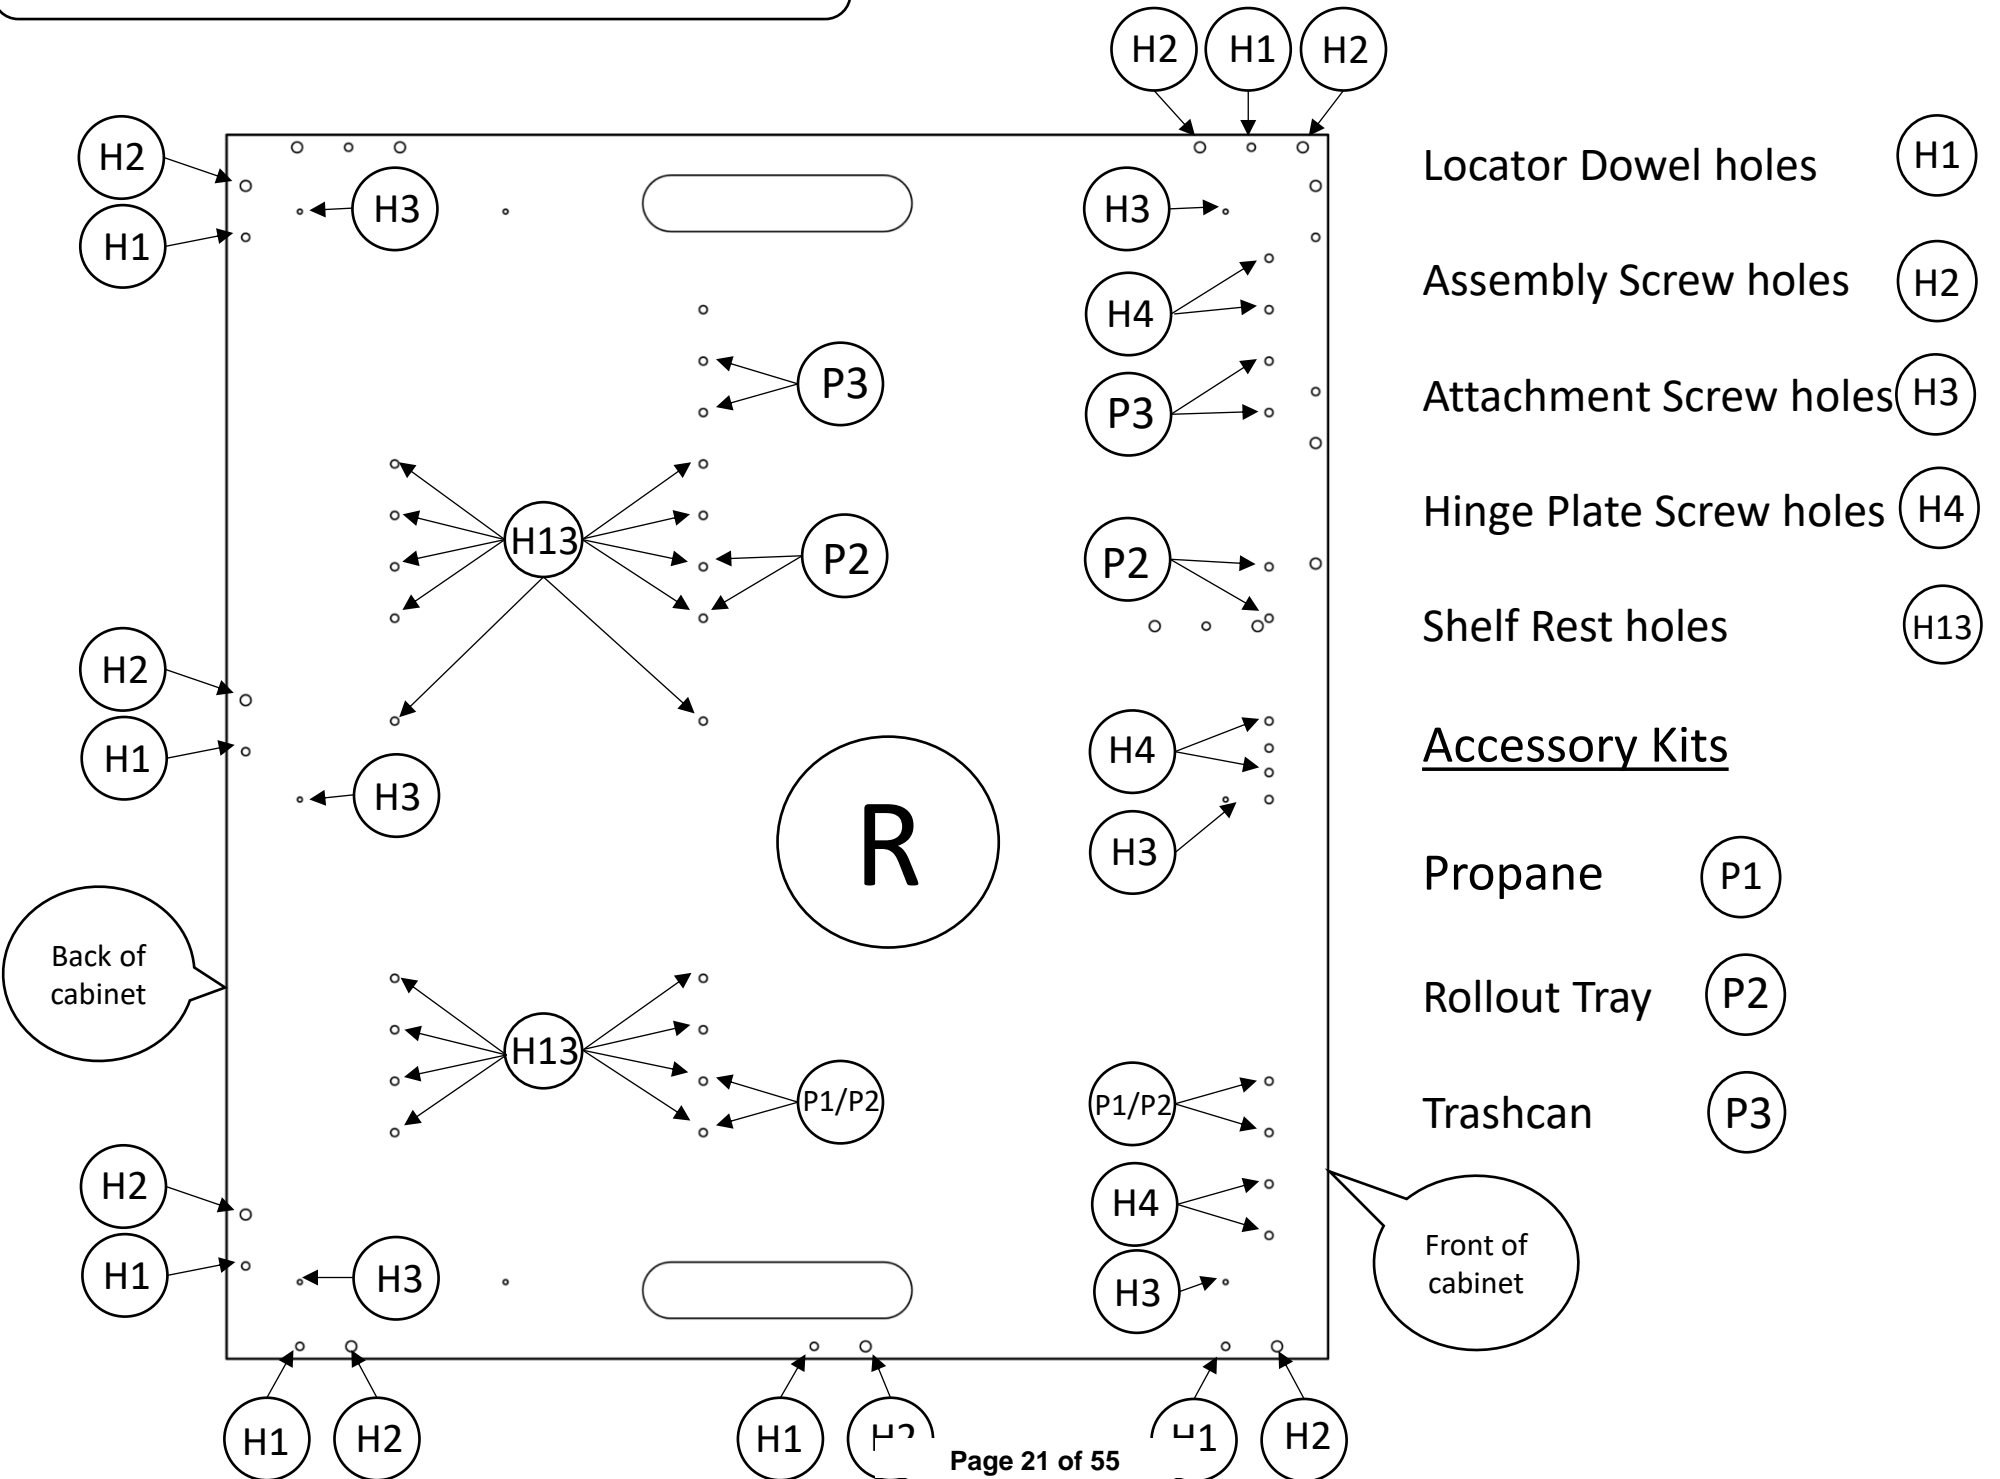 H2 H1 H2
H2
H1
H3
H3
H4
P3
P3
H13
P2
P2
H2
H1
H3
H4
H3
R
Back of
cabinet
H13
P1/P2
P1/P2
H2
H1
H3
H4
H3
Front of
cabinet
H1 H2 H1 H2 H1 H2
Locator Dowel holes H1
Assembly Screw holes H2
Attachment Screw holes H3
Hinge Plate Screw holes H4
Shelf Rest holes H13
Accessory Kits
Propane P1
Rollout Tray P2
Trashcan P3
Page 21 of 55